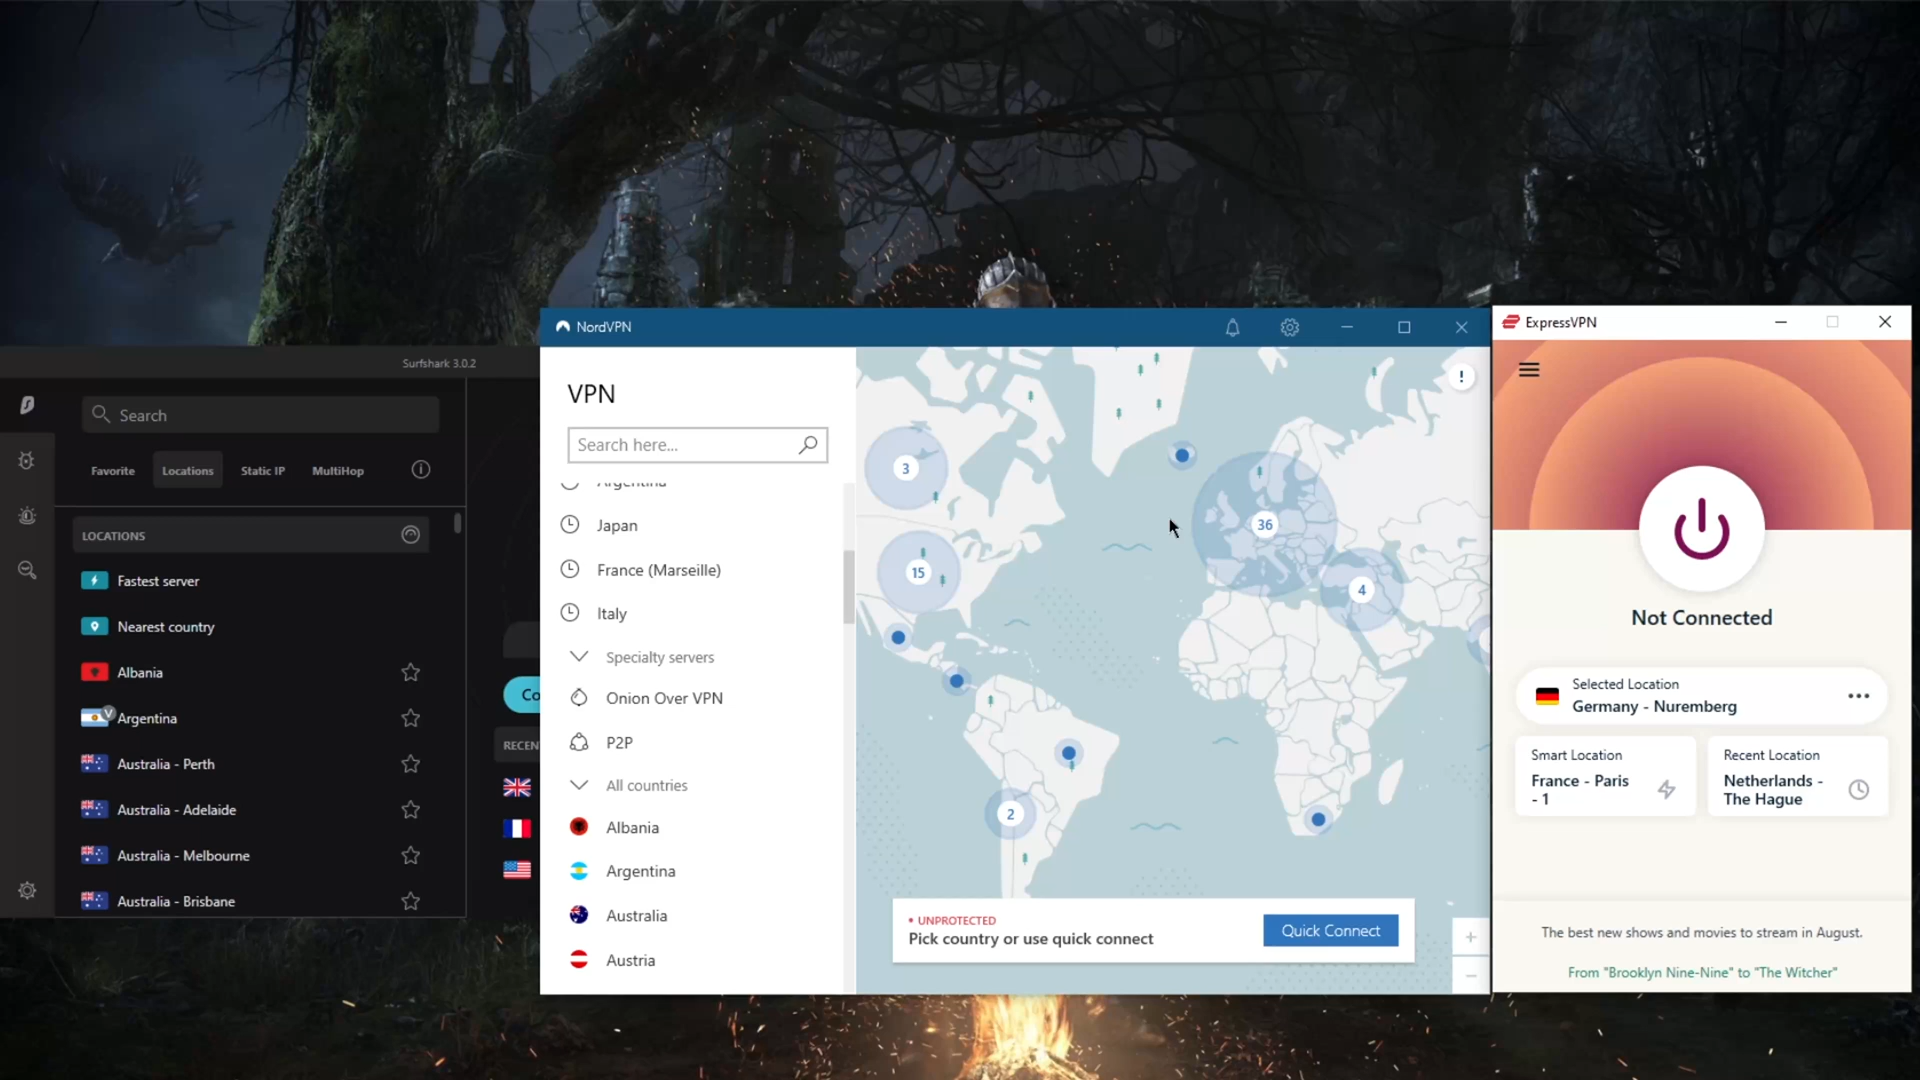 Surfshark 3.0.2
Search
Favorite
Locations
Static IP
MultiHop
LOCATIONS
Fastest server
Nearest country
Albania
V
Argentina
Australia - Perth
Australia - Adelaide
Australia - Melbourne
Australia - Brisbane
Co
RECEN
NordVPN
VPN
Search here...
Argentina
Japan
France (Marseille)
Italy
Specialty servers
Onion Over VPN
P2P
All countries
Albania
Argentina
Australia
Austria
3
15
36
4
2
!
• UNPROTECTED
Pick country or use quick connect
Quick Connect
+
−
ExpressVPN
Not Connected
Selected Location
Germany - Nuremberg
Smart Location
France - Paris
- 1
Recent Location
Netherlands -
The Hague
The best new shows and movies to stream in August.
From "Brooklyn Nine-Nine" to "The Witcher"